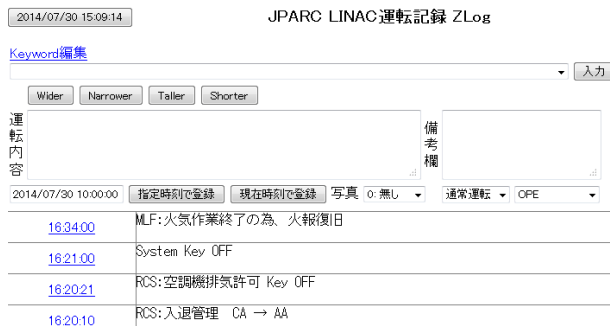 2014/07/30 15:09:14
JPARC LINAC運転記録 ZLog
Keyword編集
入力
Wider Narrower Taller Shorter
運転内容
備考欄
2014/07/30 10:00:00 指定時刻で登録 現在時刻で登録 写真 0: 無し 通常運転 OPE
16:34:00 MLF:火気作業終了の為、火報復旧
16:21:00 System Key OFF
16:20:21 RCS:空調機排気許可 Key OFF
16:20:10 RCS:入退管理 CA → AA